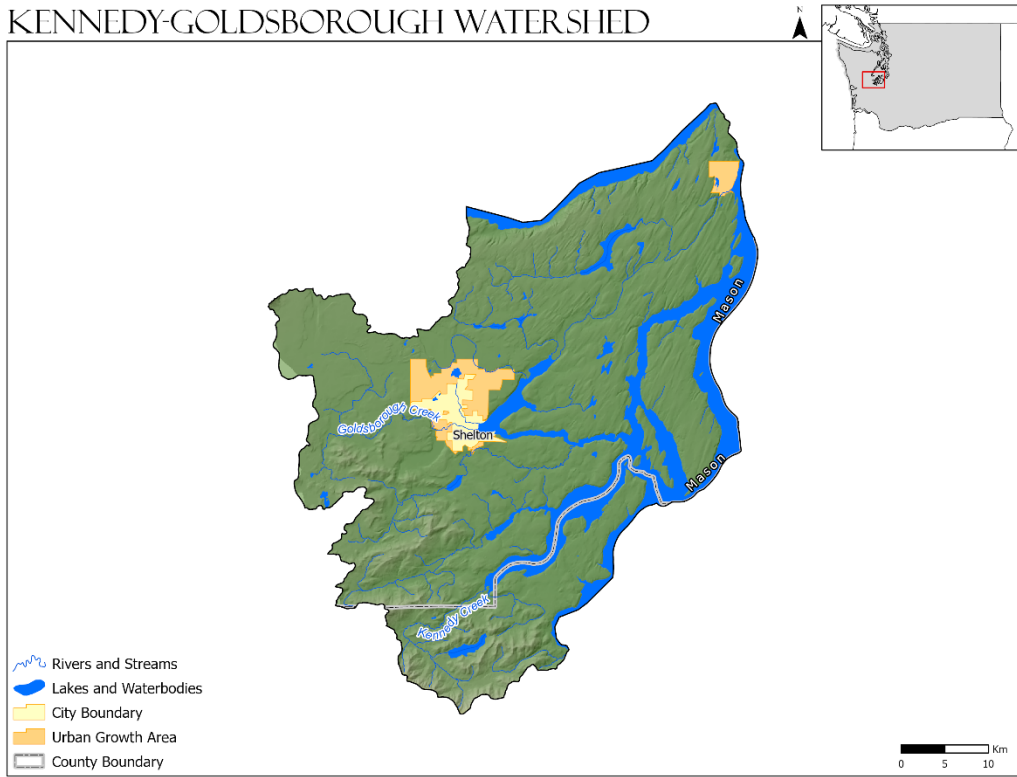 KENNEDY-GOLDSBOROUGH WATERSHED
N
Mason
Goldsborough Creek
Shelton
Mason
Kennedy Creek
Rivers and Streams
Lakes and Waterbodies
City Boundary
Urban Growth Area
County Boundary
Km
0 5 10